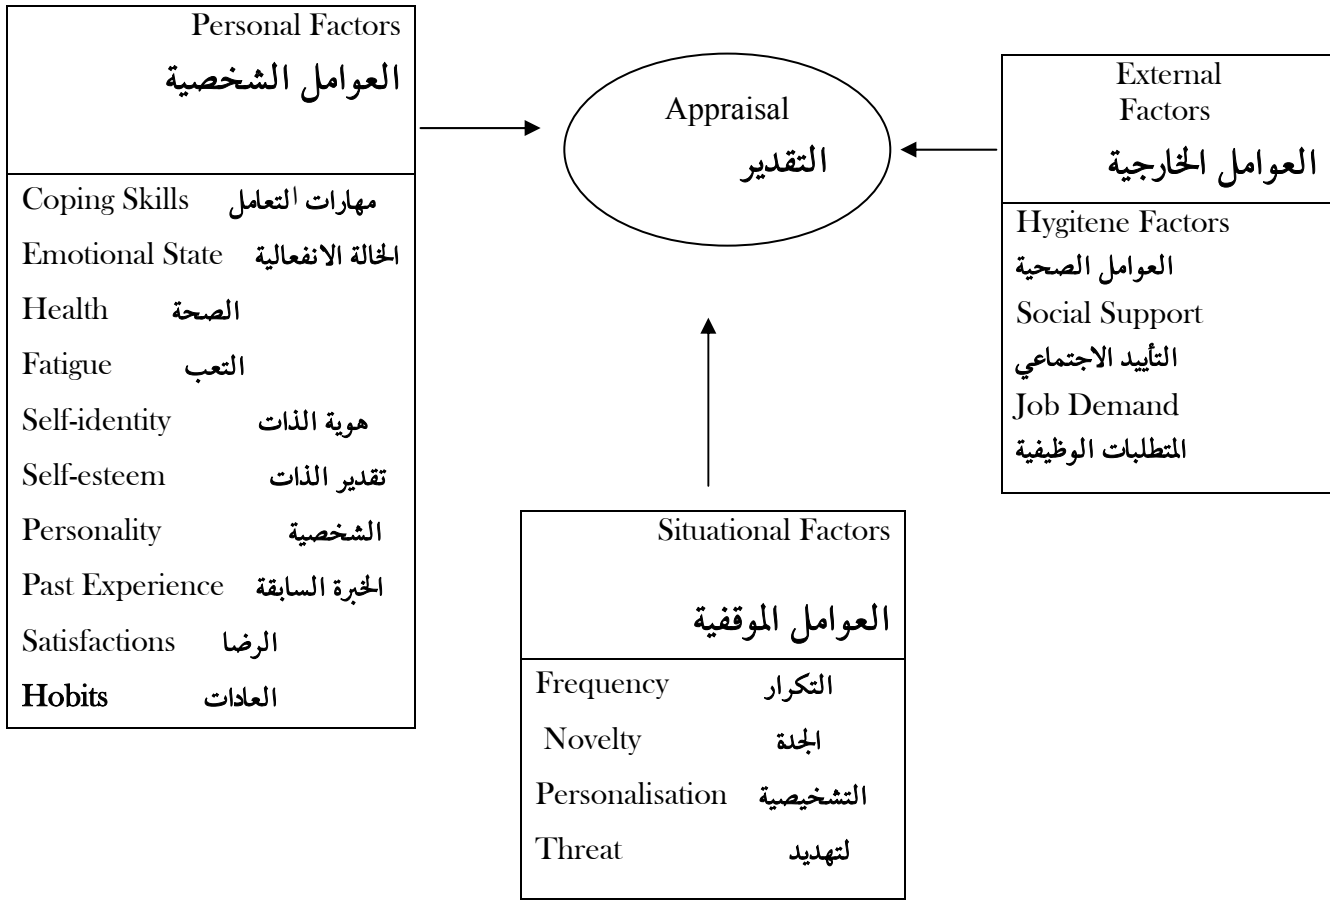 Personal Factors
العوامل الشخصية
Coping Skills مهارات التعامل
Emotional State الخالة الانفعالية
Health الصحة
Fatigue التعب
Self-identity هوية الذات
Self-esteem تقدير الذات
Personality الشخصية
Past Experience الخبرة السابقة
Satisfactions الرضا
Hobits العادات
Appraisal
التقدير
External
Factors
العوامل الخارجية
Hygitene Factors
العوامل الصحية
Social Support
التأييد الاجتماعي
Job Demand
المتطلبات الوظيفية
Situational Factors
العوامل الموقفية
Frequency التكرار
Novelty الجدة
Personalisation التشخيصية
Threat لتهديد